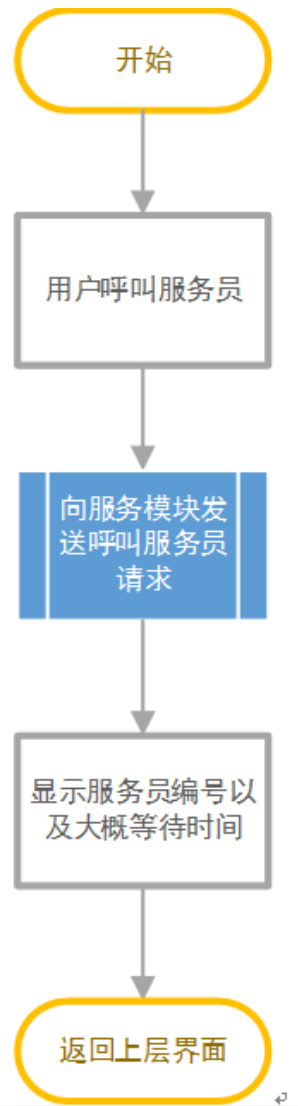 开始
用户呼叫服务员
向服务模块发
送呼叫服务员
请求
显示服务员编号以
及大概等待时间
返回上层界面